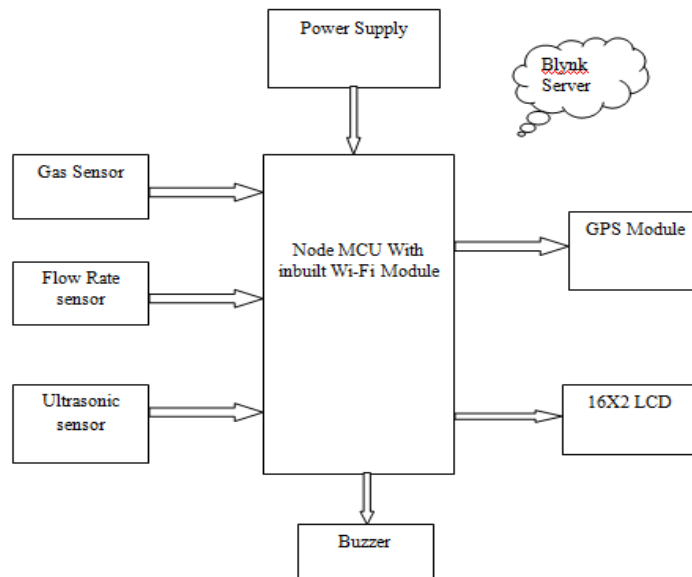 Power Supply
Blynk
Server
Gas Sensor
Node MCU With
inbuilt Wi-Fi Module
GPS Module
Flow Rate
sensor
Ultrasonic
sensor
16X2 LCD
Buzzer